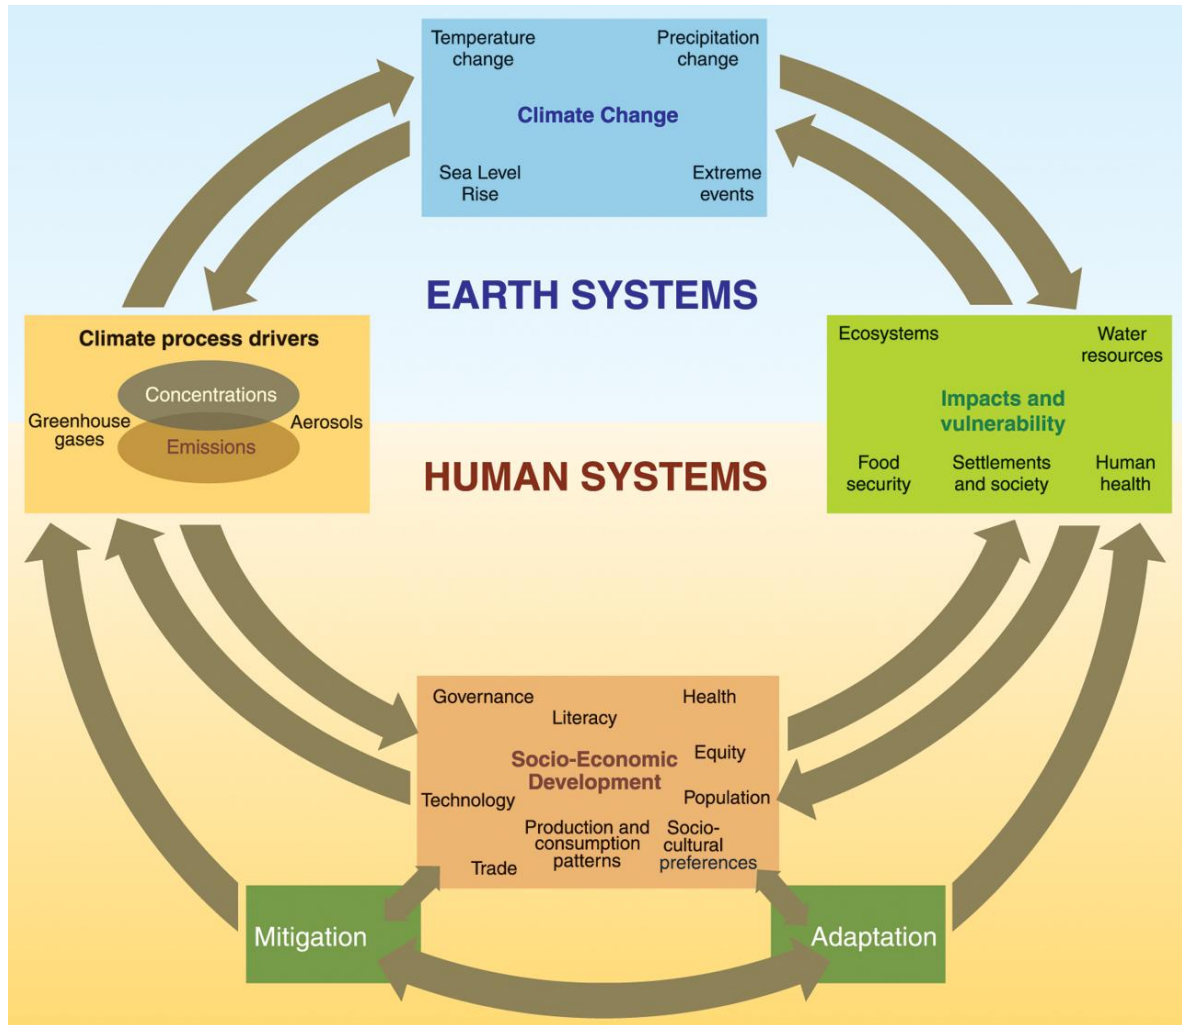 Temperature
change
Precipitation
change
Climate Change
Sea Level
Rise
Extreme
events
EARTH SYSTEMS
Climate process drivers
Concentrations
Greenhouse
gases
Aerosols
Emissions
Ecosystems
Water
resources
Impacts and
vulnerability
Food
security
Settlements
and society
Human
health
HUMAN SYSTEMS
Governance
Literacy
Health
Socio-Economic
Development
Equity
Technology
Population
Production and
consumption
patterns
Socio-
cultural
preferences
Trade
Mitigation
Adaptation